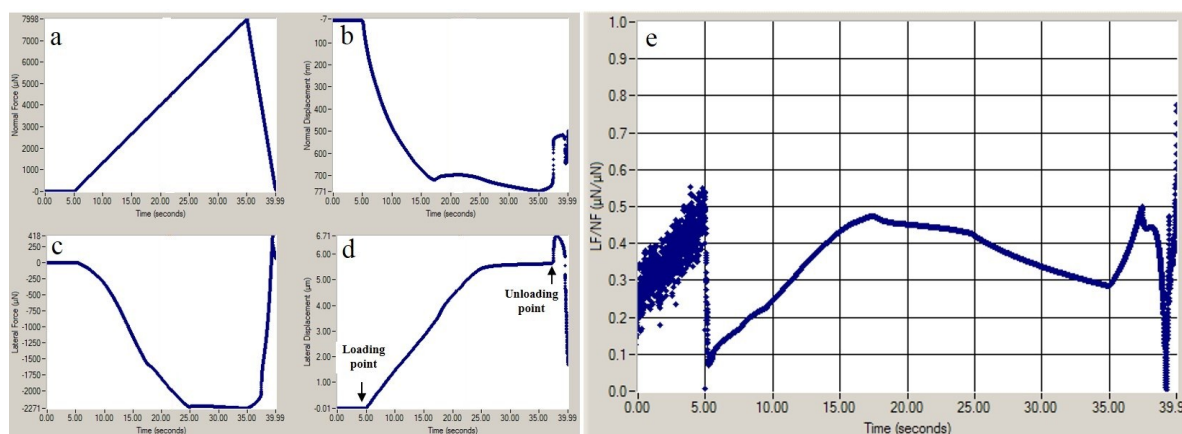 a
7998
7000
6000
5000
4000
3000
2000
1000
-0
Normal Force (µN)
0.00 5.00 10.00 15.00 20.00 25.00 30.00 35.00 39.99
Time (seconds)
b
-7
100
200
300
400
500
600
700
771
Normal Displacement (nm)
0.00 5.00 10.00 15.00 20.00 25.00 30.00 35.00 39.99
Time (seconds)
c
418
250
0
-250
-500
-750
-1000
-1250
-1500
-1750
-2000
-2271
Lateral Force (µN)
0.00 5.00 10.00 15.00 20.00 25.00 30.00 35.00 39.99
Time (seconds)
d
6.71
6.00
5.00
4.00
3.00
2.00
1.00
-0.01
Lateral Displacement (µm)
Loading
point
Unloading
point
0.00 5.00 10.00 15.00 20.00 25.00 30.00 35.00 39.99
Time (seconds)
e
1.0
0.9
0.8
0.7
0.6
0.5
0.4
0.3
0.2
0.1
0.0
LF/NF (µN/µN)
0.00 5.00 10.00 15.00 20.00 25.00 30.00 35.00 39.9
Time (seconds)